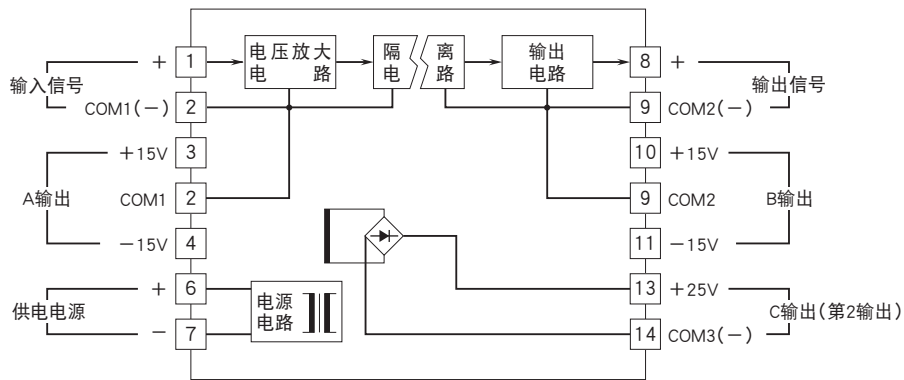 + 1 电压放大电路 隔离电路 输出电路 8 +
输入信号 输出信号
COM1(−) 2 9 COM2(−)
+15V 3 10 +15V
A输出 COM1 2 9 COM2 B输出
−15V 4 11 −15V
+ 6 电源电路 13 +25V
供电电源 C输出(第2输出)
− 7 14 COM3(−)